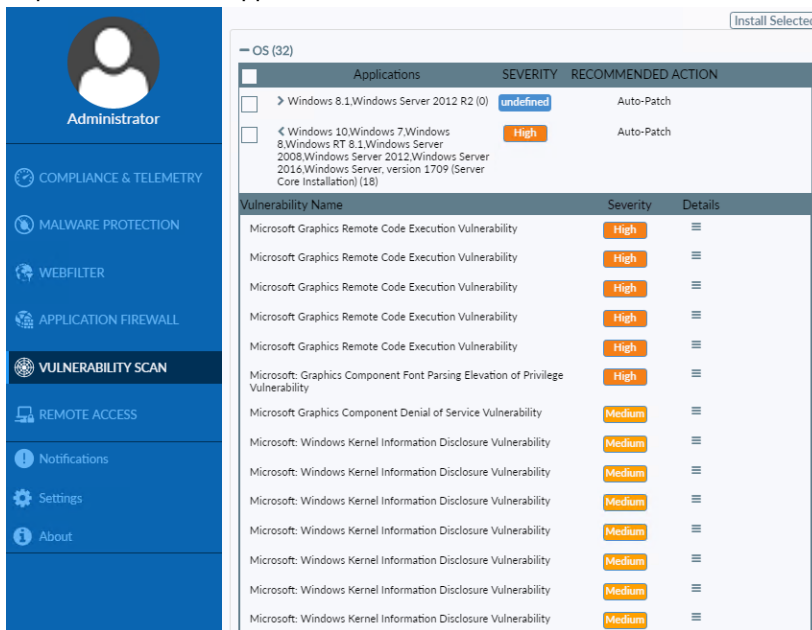 Install Selected
OS (32)
Applications SEVERITY RECOMMENDED ACTION
Windows 8.1,Windows Server 2012 R2 (0) undefined Auto-Patch
Windows 10,Windows 7,Windows High Auto-Patch
8,Windows RT 8.1,Windows Server
2008,Windows Server 2012,Windows Server
2016,Windows Server, version 1709 (Server
Core Installation) (18)
Vulnerability Name Severity Details
Microsoft Graphics Remote Code Execution Vulnerability High
Microsoft Graphics Remote Code Execution Vulnerability High
Microsoft Graphics Remote Code Execution Vulnerability High
Microsoft Graphics Remote Code Execution Vulnerability High
Microsoft Graphics Remote Code Execution Vulnerability High
Microsoft: Graphics Component Font Parsing Elevation of Privilege High
Vulnerability
Microsoft Graphics Component Denial of Service Vulnerability Medium
Microsoft: Windows Kernel Information Disclosure Vulnerability Medium
Microsoft: Windows Kernel Information Disclosure Vulnerability Medium
Microsoft: Windows Kernel Information Disclosure Vulnerability Medium
Microsoft: Windows Kernel Information Disclosure Vulnerability Medium
Microsoft: Windows Kernel Information Disclosure Vulnerability Medium
Microsoft: Windows Kernel Information Disclosure Vulnerability Medium
Microsoft: Windows Kernel Information Disclosure Vulnerability Medium
Administrator
COMPLIANCE & TELEMETRY
MALWARE PROTECTION
WEBFILTER
APPLICATION FIREWALL
VULNERABILITY SCAN
REMOTE ACCESS
Notifications
Settings
About